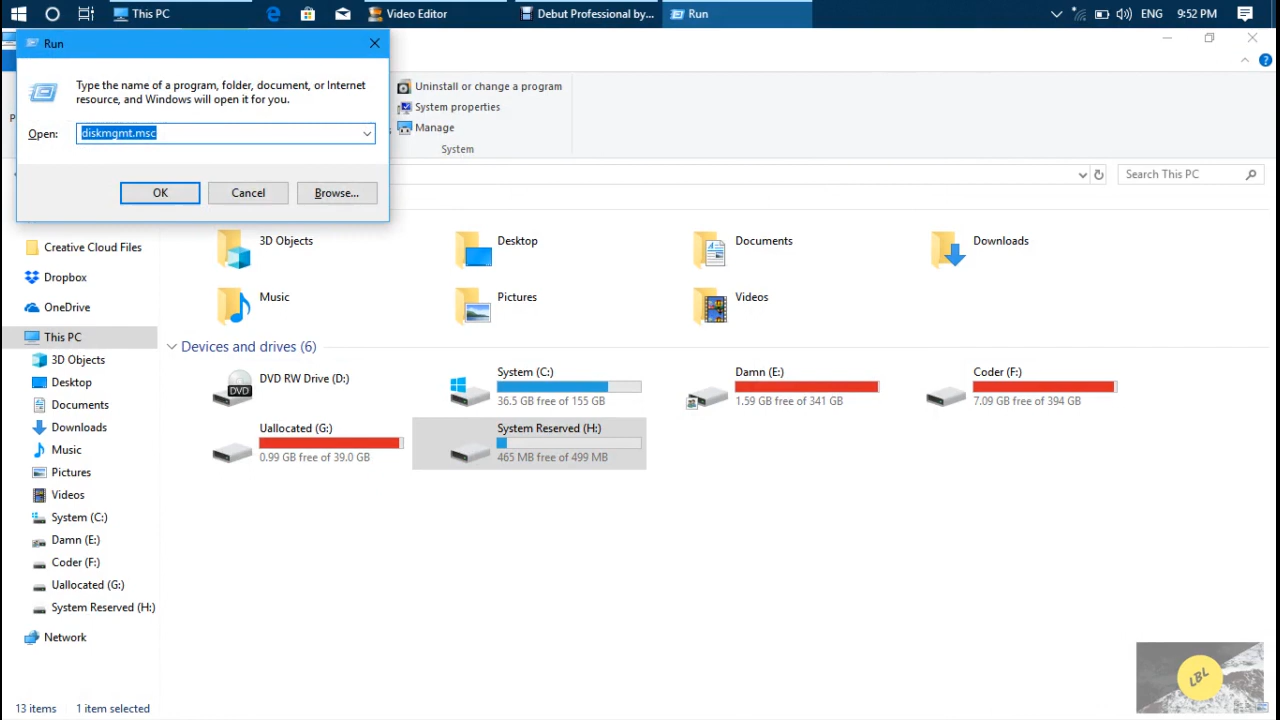 This PC
Video Editor
Debut Professional by...
Run
ENG
9:52 PM
Run
Type the name of a program, folder, document, or Internet
resource, and Windows will open it for you.
Open:
diskmgmt.msc
OK
Cancel
Browse...
Uninstall or change a program
System properties
Manage
System
Search This PC
Creative Cloud Files
Dropbox
OneDrive
This PC
3D Objects
Desktop
Documents
Downloads
Music
Pictures
Videos
System (C:)
Damn (E:)
Coder (F:)
Uallocated (G:)
System Reserved (H:)
Network
3D Objects
Desktop
Documents
Downloads
Music
Pictures
Videos
Devices and drives (6)
DVD
DVD RW Drive (D:)
System (C:)
36.5 GB free of 155 GB
Damn (E:)
1.59 GB free of 341 GB
Coder (F:)
7.09 GB free of 394 GB
Uallocated (G:)
0.99 GB free of 39.0 GB
System Reserved (H:)
465 MB free of 499 MB
LBL
13 items
1 item selected